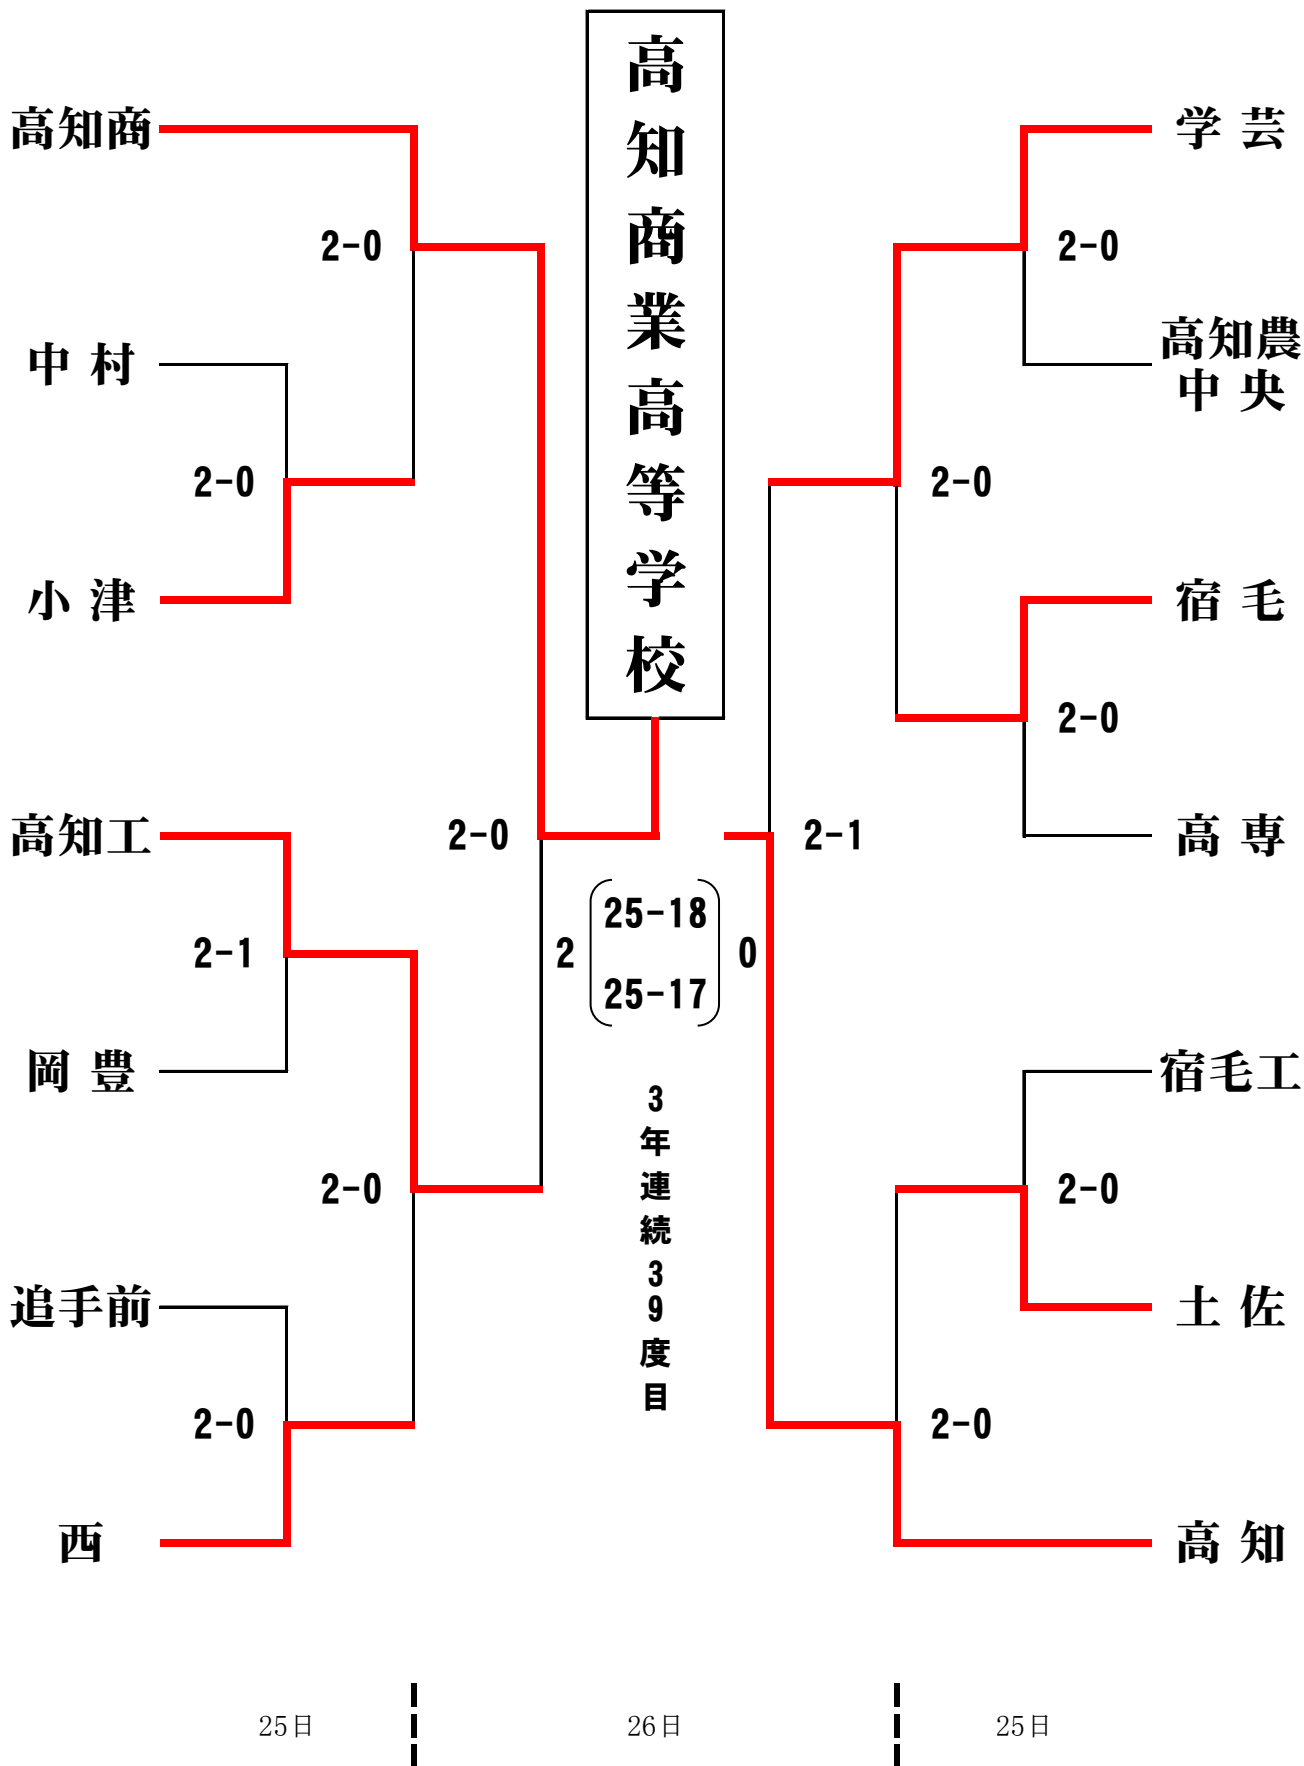 高知商業高等学校
高知商
2-0
中村
2-0
小津
高知工
2-0
2-1
岡豊
2-0
追手前
2-0
西
2
25-18
25-17
0
3年連続39度目
学芸
2-0
高知農
中央
2-0
宿毛
2-0
高専
2-1
宿毛工
2-0
土佐
2-0
高知
25日
26日
25日